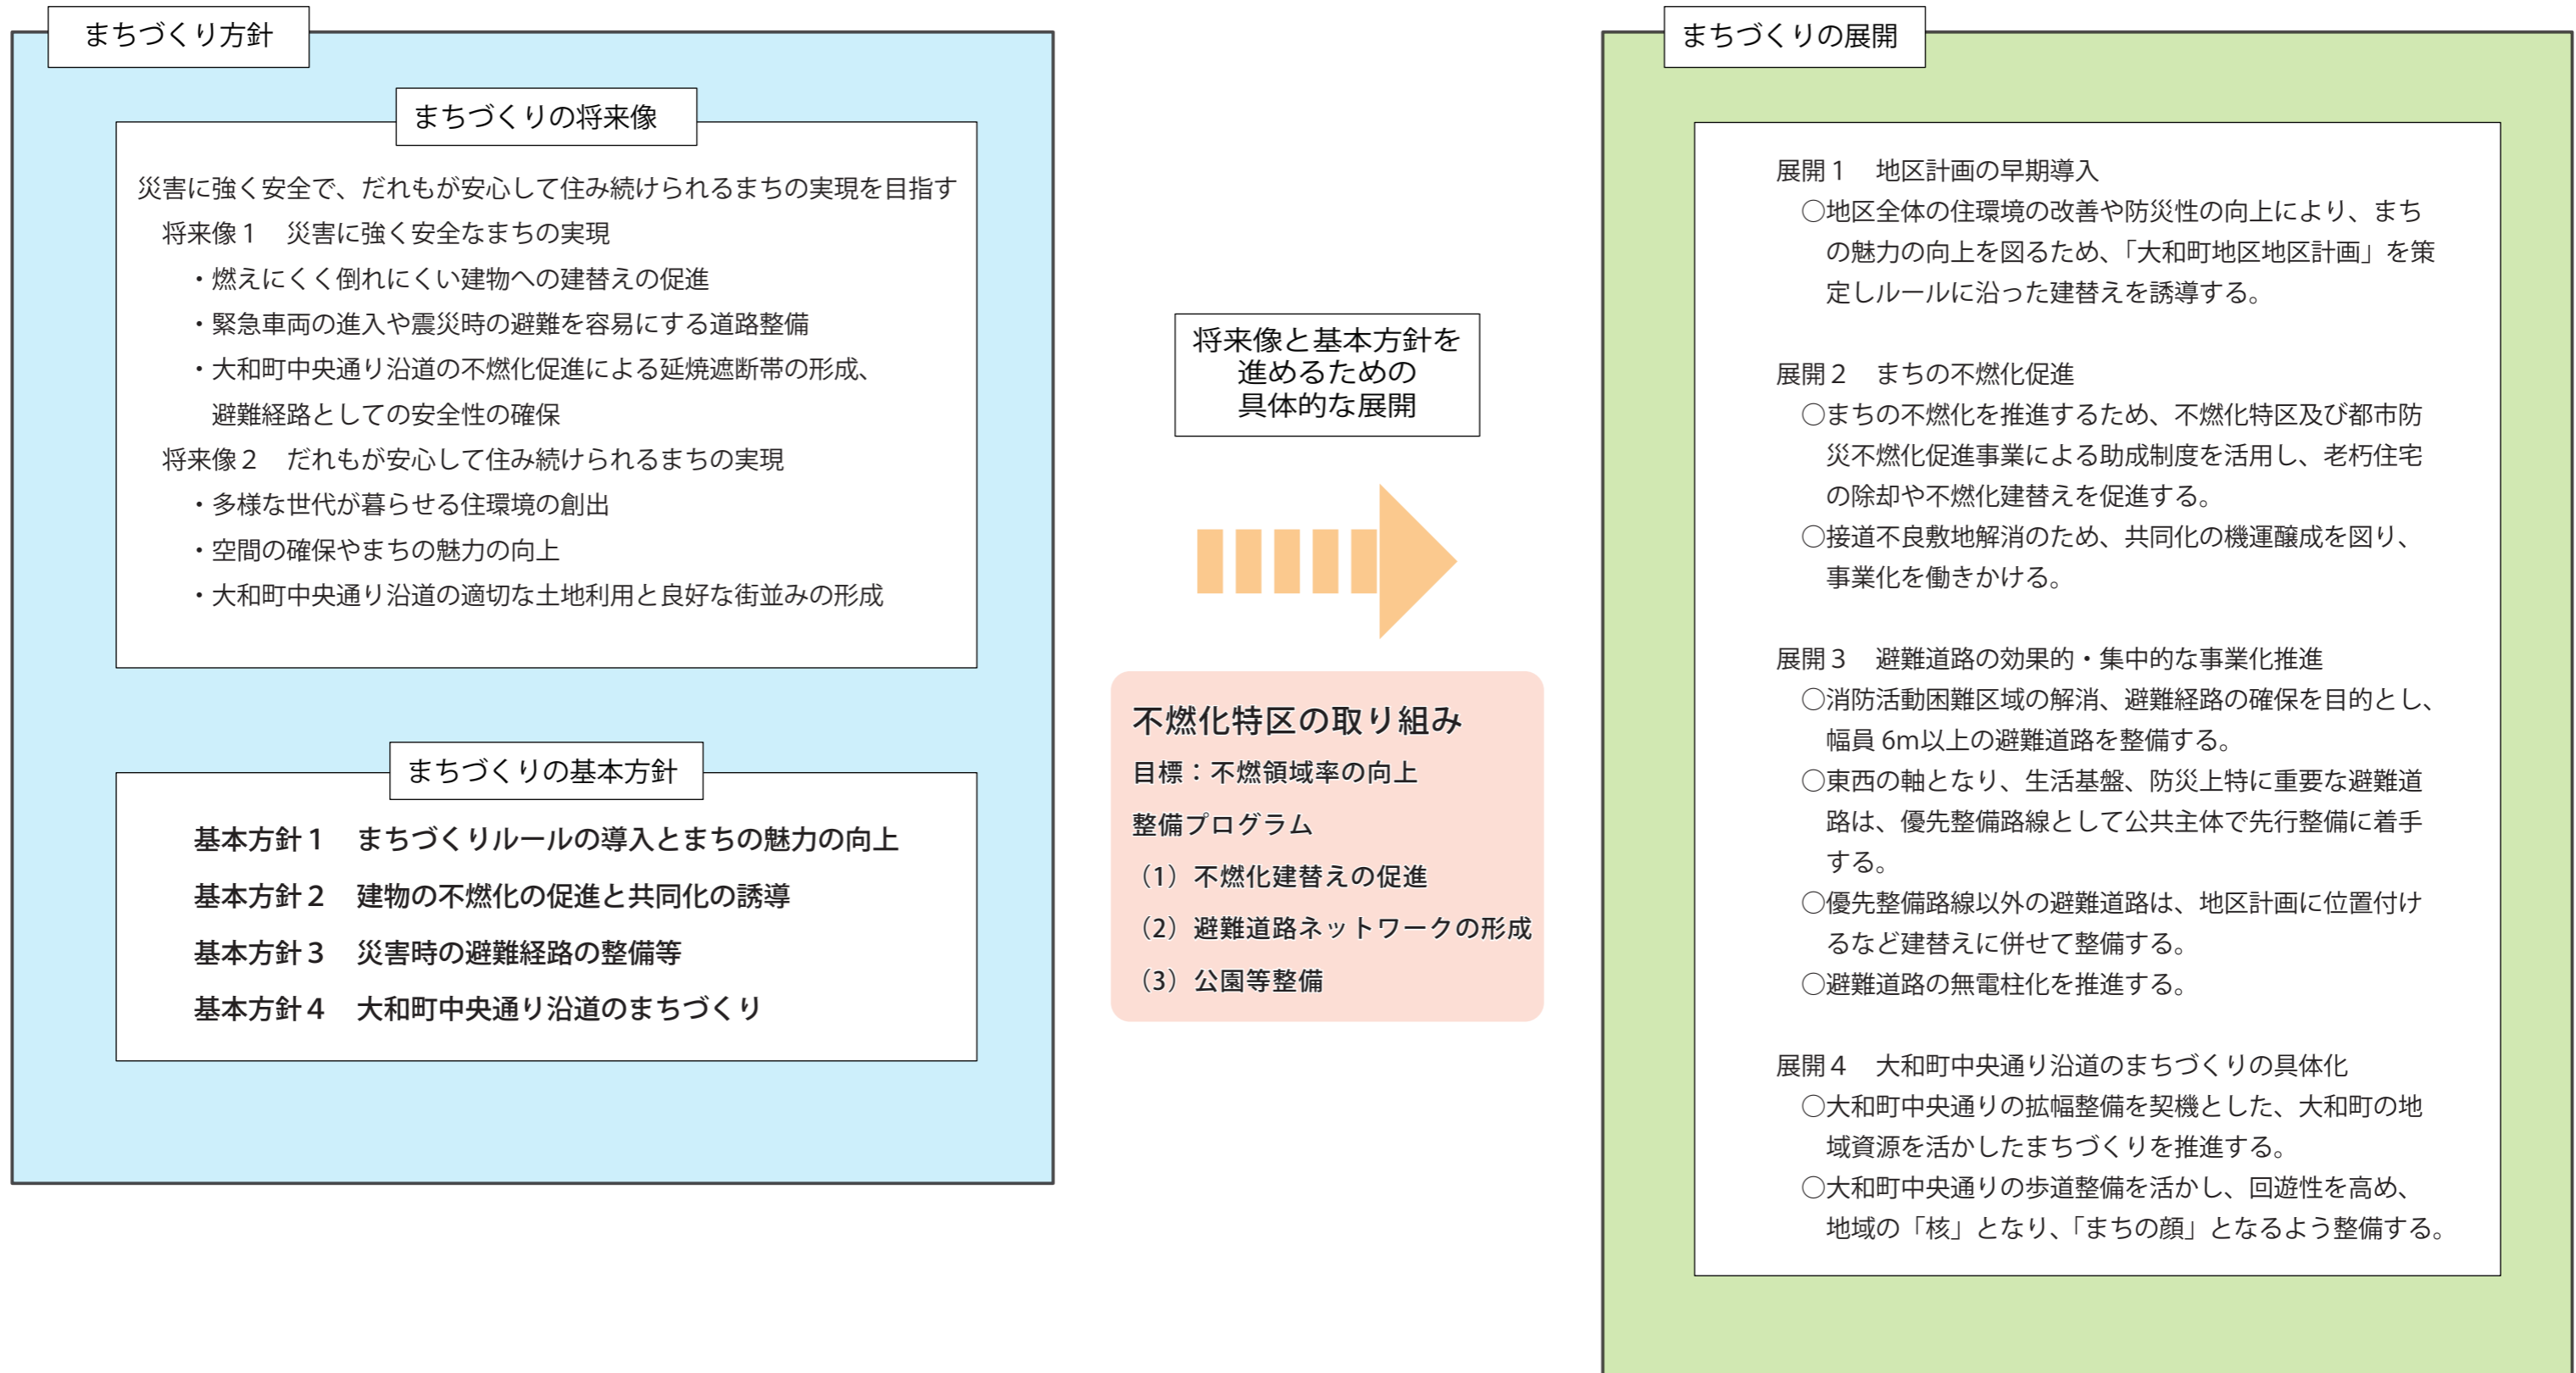 まちづくり方針
まちづくりの将来像
災害に強く安全で、だれもが安心して住み続けられるまちの実現を目指す
将来像1　災害に強く安全なまちの実現
・燃えにくく倒れにくい建物への建替えの促進
・緊急車両の進入や震災時の避難を容易にする道路整備
・大和町中央通り沿道の不燃化促進による延焼遮断帯の形成、
避難経路としての安全性の確保
将来像2　だれもが安心して住み続けられるまちの実現
・多様な世代が暮らせる住環境の創出
・空間の確保やまちの魅力の向上
・大和町中央通り沿道の適切な土地利用と良好な街並みの形成
まちづくりの基本方針
基本方針1　まちづくりルールの導入とまちの魅力の向上
基本方針2　建物の不燃化の促進と共同化の誘導
基本方針3　災害時の避難経路の整備等
基本方針4　大和町中央通り沿道のまちづくり
将来像と基本方針を
進めるための
具体的な展開
不燃化特区の取り組み
目標：不燃領域率の向上
整備プログラム
（1）不燃化建替えの促進
（2）避難道路ネットワークの形成
（3）公園等整備
まちづくりの展開
展開1　地区計画の早期導入
○地区全体の住環境の改善や防災性の向上により、まち
の魅力の向上を図るため、「大和町地区地区計画」を策
定しルールに沿った建替えを誘導する。
展開2　まちの不燃化促進
○まちの不燃化を推進するため、不燃化特区及び都市防
災不燃化促進事業による助成制度を活用し、老朽住宅
の除却や不燃化建替えを促進する。
○接道不良敷地解消のため、共同化の機運醸成を図り、
事業化を働きかける。
展開3　避難道路の効果的・集中的な事業化推進
○消防活動困難区域の解消、避難経路の確保を目的とし、
幅員 6m以上の避難道路を整備する。
○東西の軸となり、生活基盤、防災上特に重要な避難道
路は、優先整備路線として公共主体で先行整備に着手
する。
○優先整備路線以外の避難道路は、地区計画に位置付け
るなど建替えに併せて整備する。
○避難道路の無電柱化を推進する。
展開4　大和町中央通り沿道のまちづくりの具体化
○大和町中央通りの拡幅整備を契機とした、大和町の地
域資源を活かしたまちづくりを推進する。
○大和町中央通りの歩道整備を活かし、回遊性を高め、
地域の「核」となり、「まちの顔」となるよう整備する。